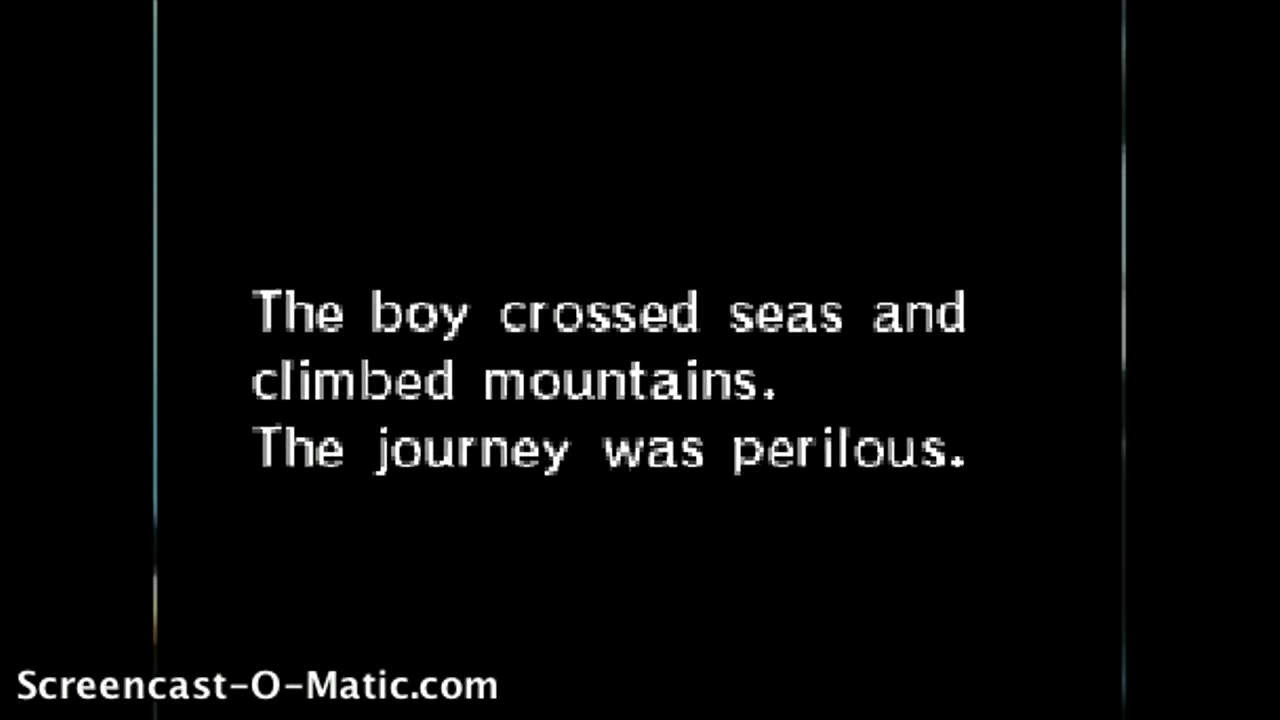 The boy crossed seas and
climbed mountains.
The journey was perilous.
Screencast-O-Matic.com